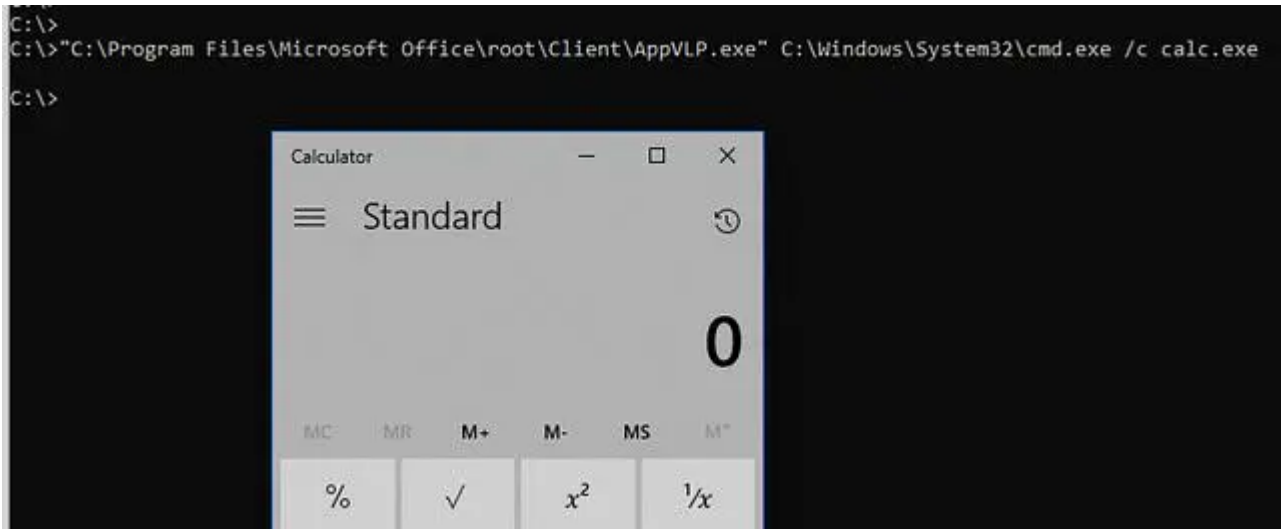 C:\>
C:\>"C:\Program Files\Microsoft Office\root\Client\AppVLP.exe" C:\Windows\System32\cmd.exe /c calc.exe
C:\>
Calculator
Standard
0
MC MR M+ M- MS M˅
% √ x² ¹/x